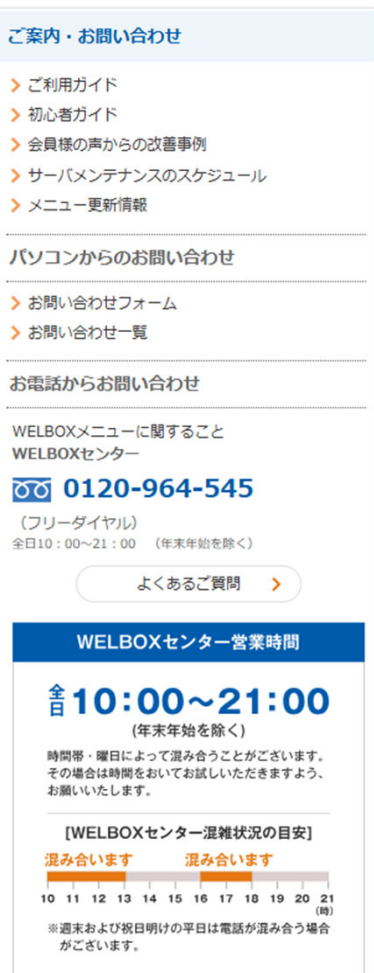 ご案内・お問い合わせ
ご利用ガイド
初心者ガイド
会員様の声からの改善事例
サーバメンテナンスのスケジュール
メニュー更新情報
パソコンからのお問い合わせ
お問い合わせフォーム
お問い合わせ一覧
お電話からお問い合わせ
WELBOXメニューに関すること
WELBOXセンター
0120-964-545
(フリーダイヤル)
全日10：00～21：00 （年末年始を除く）
よくあるご質問
WELBOXセンター営業時間
全日10：00～21：00
(年末年始を除く)
時間帯・曜日によって混み合うことがございます。
その場合は時間をおいてお試しいただきますよう、
お願いいたします。
[WELBOXセンター混雑状況の目安]
混み合います 混み合います
10 11 12 13 14 15 16 17 18 19 20 21
(時)
※週末および祝日明けの平日は電話が混み合う場合
がございます。